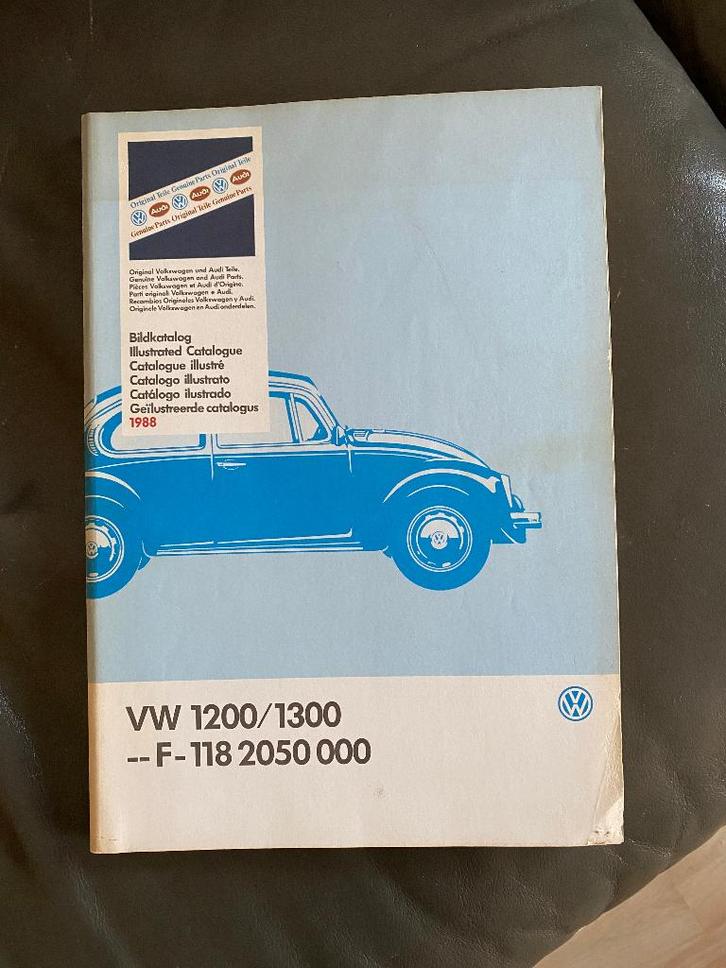 Original Teile Genuine Parts Original Teile
Audi Audi Audi
Genuine Parts Original Teile Genuine Parts
Original Volkswagen und Audi Teile.
Genuine Volkswagen and Audi Parts.
Pièces Volkswagen et Audi d'Origine.
Parti originali Volkswagen e Audi.
Recambios Originales Volkswagen y Audi.
Originele Volkswagen en Audi onderdelen.
Bildkatalog
Illustrated Catalogue
Catalogue illustré
Catalogo illustrato
Catálogo ilustrado
Geïlustreerde catalogus
1988
VW 1200/1300
-- F - 118 2050 000